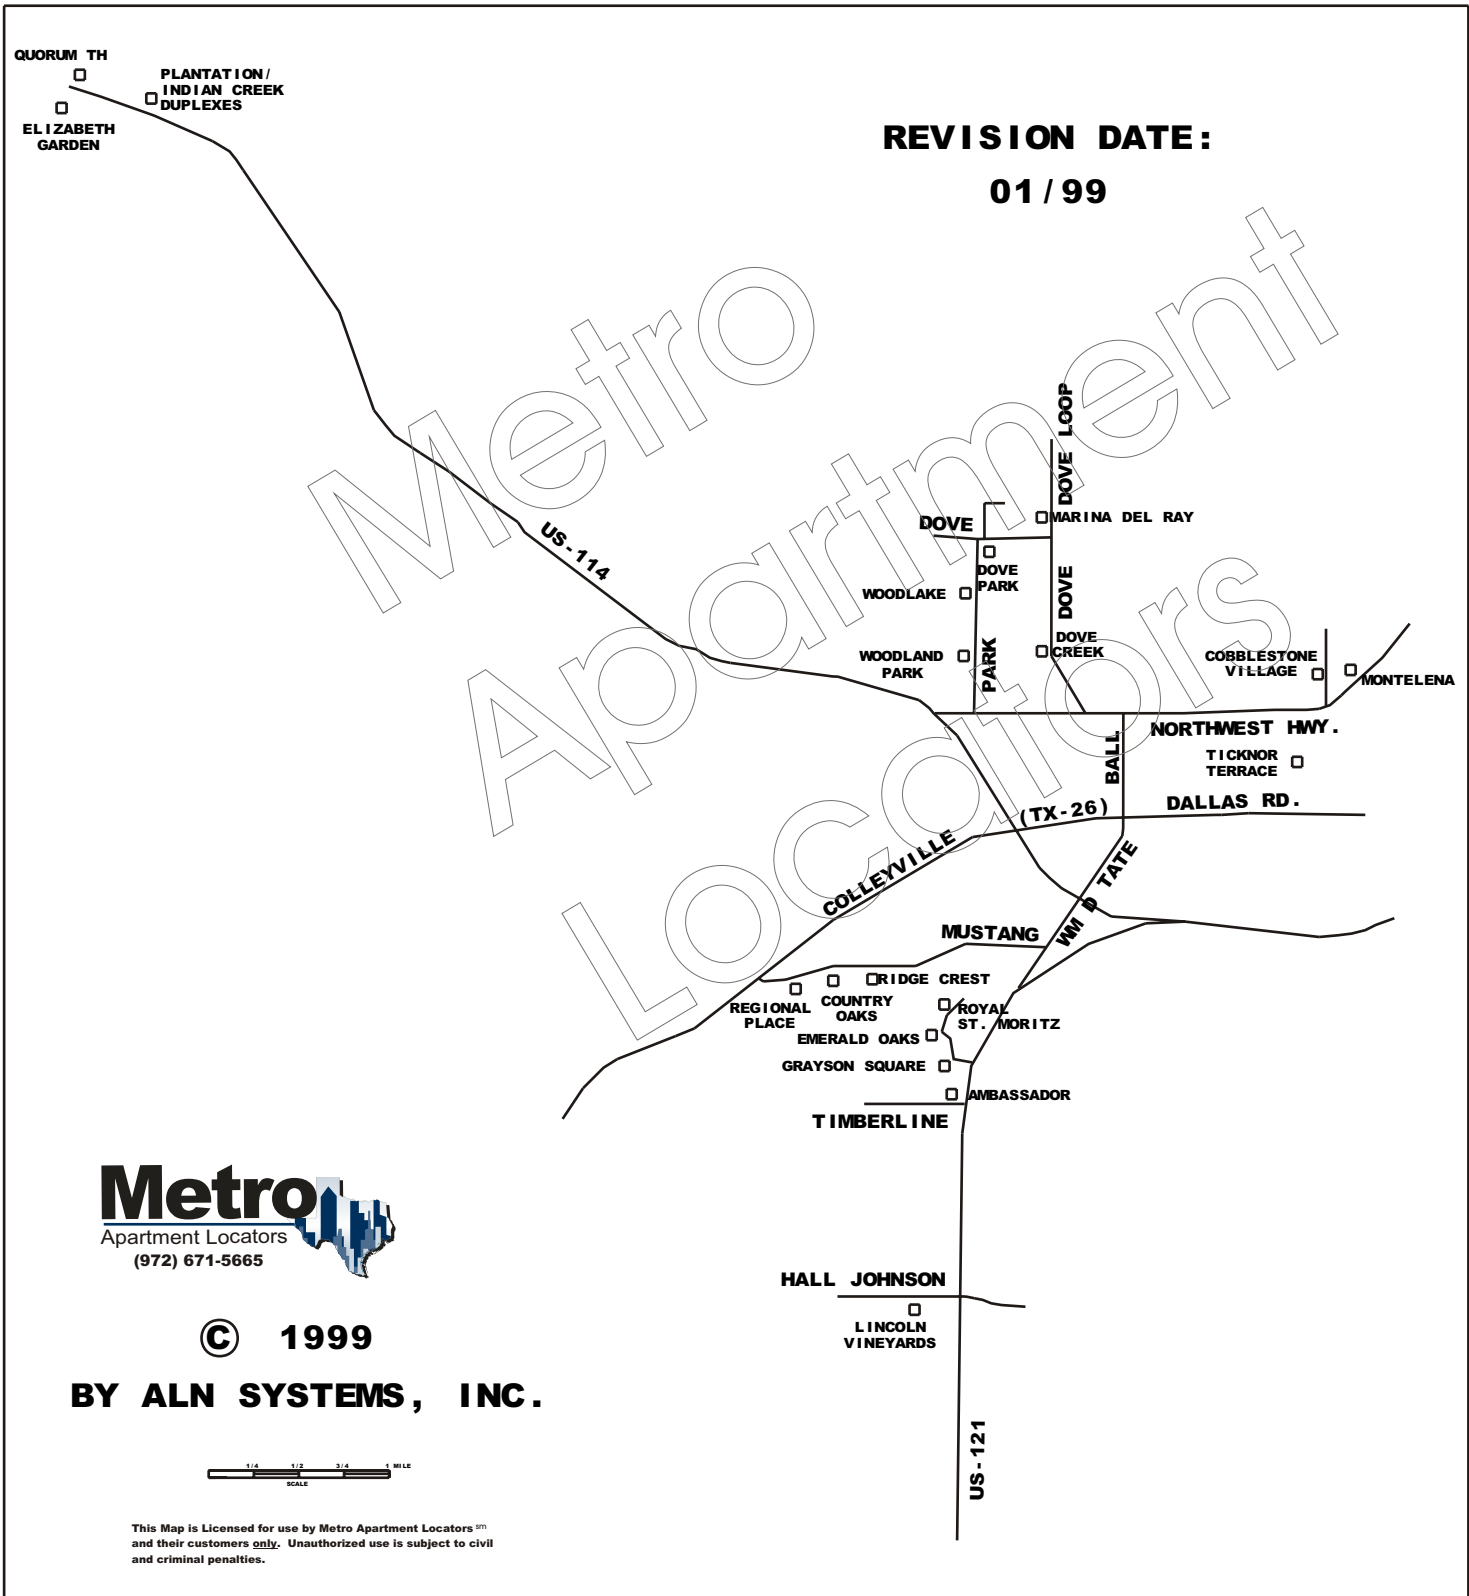 QUORUM TH
PLANTATION/
INDIAN CREEK
DUPLEXES
ELIZABETH
GARDEN
REVISION DATE:
01/99
Metro
Apartment
Locators
US-114
DOVE LOOP
DOVE
MARINA DEL RAY
DOVE
PARK
WOODLAKE
DOVE
DOVE
CREEK
WOODLAND
PARK
PARK
COBBLESTONE
VILLAGE
MONTELENA
NORTHWEST HWY.
BALL
TICKNOR
TERRACE
(TX-26)
DALLAS RD.
COLLEYVILLE
WM D TATE
MUSTANG
RIDGE CREST
REGIONAL
PLACE
COUNTRY
OAKS
ROYAL
ST. MORITZ
EMERALD OAKS
GRAYSON SQUARE
AMBASSADOR
TIMBERLINE
Metro
Apartment Locators
(972) 671-5665
HALL JOHNSON
LINCOLN
VINEYARDS
© 1999
BY ALN SYSTEMS, INC.
US-121
1/4 1/2 3/4 1 MILE
SCALE
This Map is Licensed for use by Metro Apartment Locators sm
and their customers only. Unauthorized use is subject to civil
and criminal penalties.